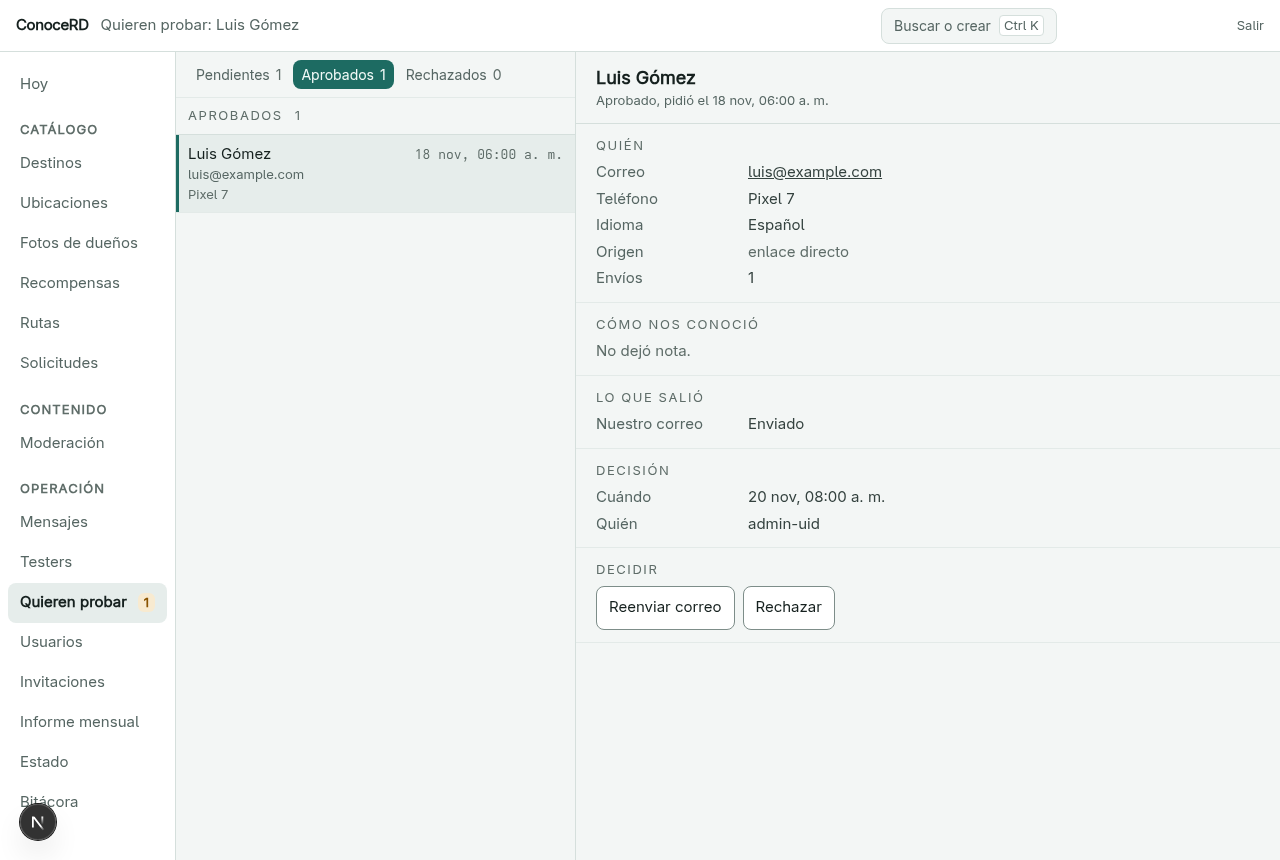 ConoceRD Quieren probar: Luis Gómez
Buscar o crear Ctrl K
Salir
Hoy
CATÁLOGO
Destinos
Ubicaciones
Fotos de dueños
Recompensas
Rutas
Solicitudes
CONTENIDO
Moderación
OPERACIÓN
Mensajes
Testers
Quieren probar 1
Usuarios
Invitaciones
Informe mensual
Estado
Bitácora
N
Pendientes 1 Aprobados 1 Rechazados 0
APROBADOS 1
Luis Gómez 18 nov, 06:00 a. m.
luis@example.com
Pixel 7
Luis Gómez
Aprobado, pidió el 18 nov, 06:00 a. m.
QUIÉN
Correo luis@example.com
Teléfono Pixel 7
Idioma Español
Origen enlace directo
Envíos 1
CÓMO NOS CONOCIÓ
No dejó nota.
LO QUE SALIÓ
Nuestro correo Enviado
DECISIÓN
Cuándo 20 nov, 08:00 a. m.
Quién admin-uid
DECIDIR
Reenviar correo Rechazar